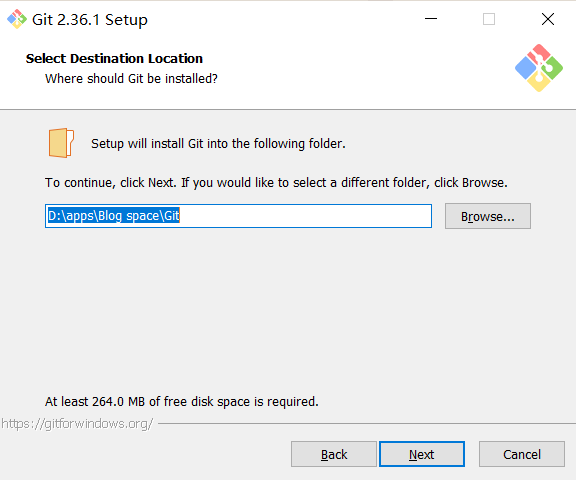 Git 2.36.1 Setup
Select Destination Location
Where should Git be installed?
Setup will install Git into the following folder.
To continue, click Next. If you would like to select a different folder, click Browse.
D:\apps\Blog space\Git
Browse...
At least 264.0 MB of free disk space is required.
https://gitforwindows.org/
Back
Next
Cancel